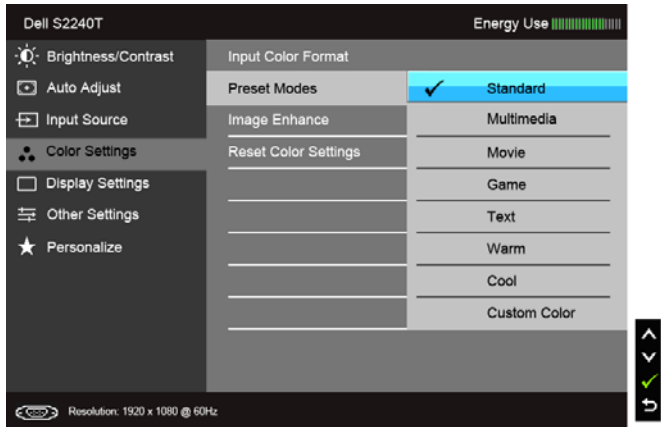 Dell S2240T
Energy Use
Brightness/Contrast
Auto Adjust
Input Source
Color Settings
Display Settings
Other Settings
Personalize
Input Color Format
Preset Modes
Image Enhance
Reset Color Settings
Standard
Multimedia
Movie
Game
Text
Warm
Cool
Custom Color
Resolution: 1920 x 1080 @ 60Hz